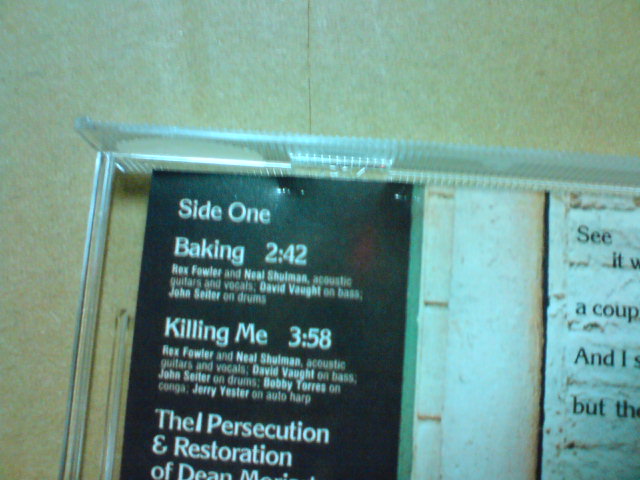 Side One
Baking 2:42
Rex Fowler and Neal Shulman, acoustic
guitars and vocals; David Vaught on bass;
John Seiter on drums
Killing Me 3:58
Rex Fowler and Neal Shulman, acoustic
guitars and vocals; David Vaught on bass;
John Seiter on drums; Bobby Torres on
conga; Jerry Yester on auto harp
The Persecution
& Restoration
of Dean
See
it w
a coup
And I s
but the